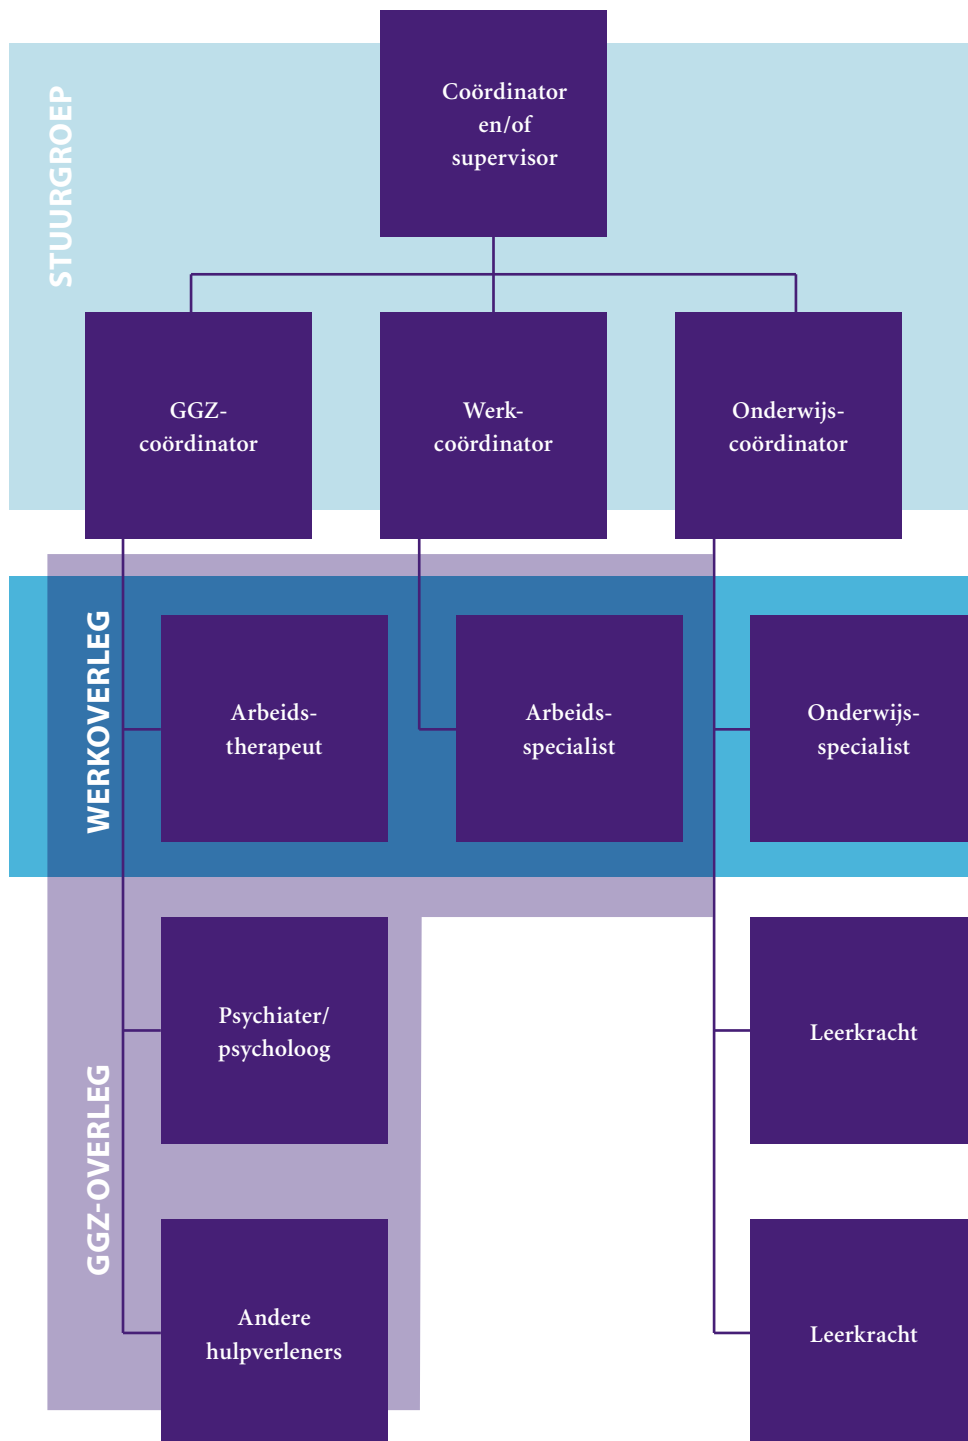 STUURGROEP
Coördinator
en/of
supervisor
GGZ-
coördinator
Werk-
coördinator
Onderwijs-
coördinator
WERKOVERLEG
Arbeids-
therapeut
Arbeids-
specialist
Onderwijs-
specialist
GGZ-OVERLEG
Psychiater/
psycholoog
Leerkracht
Andere
hulpverleners
Leerkracht